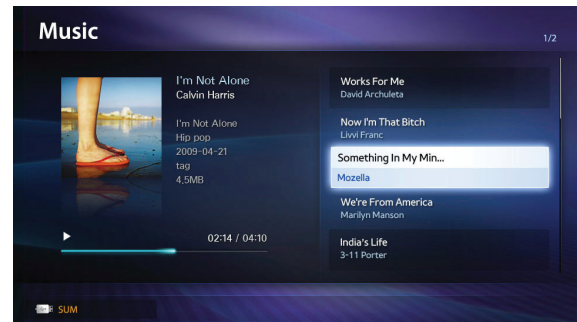 Music
1/2
I'm Not Alone
Calvin Harris
I'm Not Alone
Hip pop
2009-04-21
tag
4,5MB
02:14 / 04:10
Works For Me
David Archuleta
Now I'm That Bitch
Livvi Franc
Something In My Min...
Mozella
We're From America
Marilyn Manson
India's Life
3-11 Porter
SUM